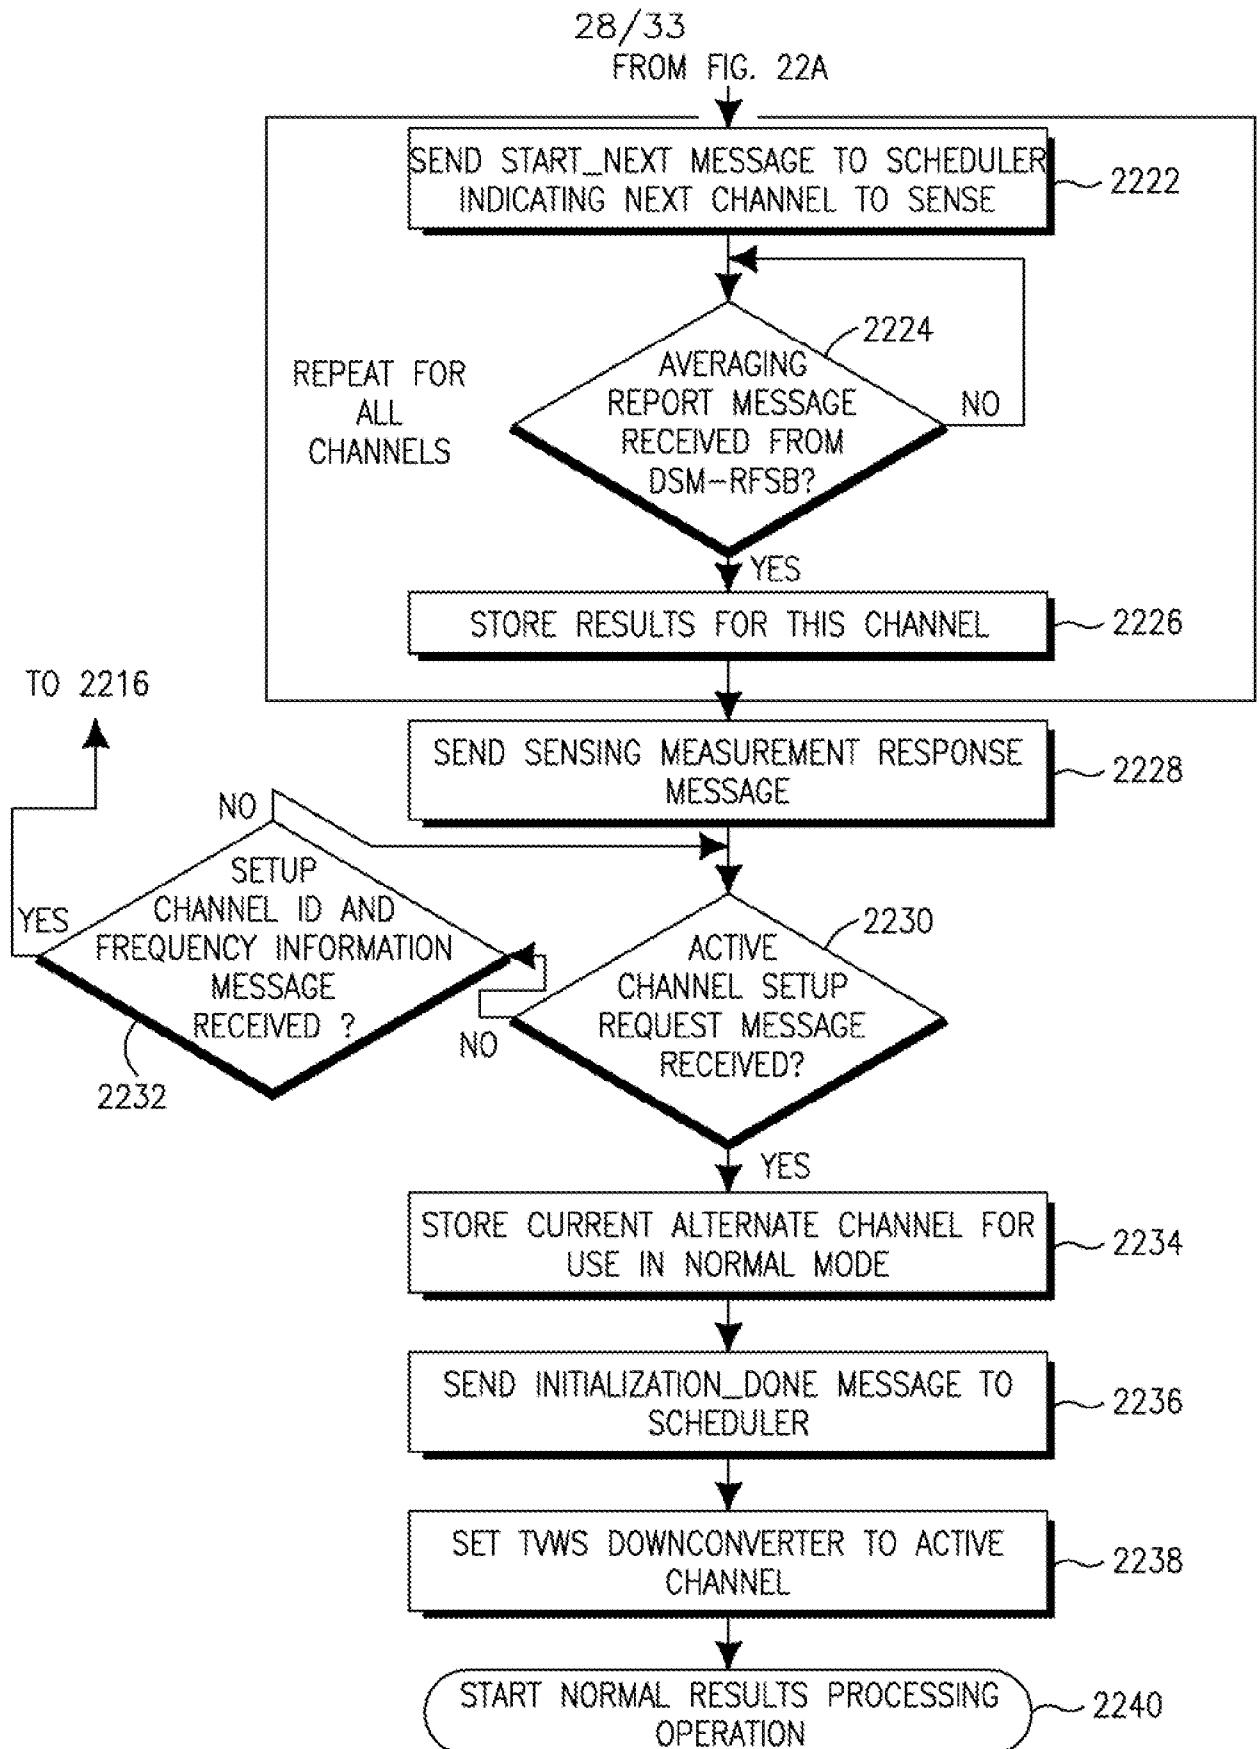 28/33
FROM FIG. 22A
SEND START_NEXT MESSAGE TO SCHEDULER
INDICATING NEXT CHANNEL TO SENSE
2222
2224
AVERAGING
REPORT MESSAGE
RECEIVED FROM
DSM-RFSB?
NO
REPEAT FOR
ALL
CHANNELS
YES
STORE RESULTS FOR THIS CHANNEL
2226
TO 2216
SEND SENSING MEASUREMENT RESPONSE
MESSAGE
2228
NO
SETUP
CHANNEL ID AND
FREQUENCY INFORMATION
MESSAGE
RECEIVED ?
YES
2232
2230
ACTIVE
CHANNEL SETUP
REQUEST MESSAGE
RECEIVED?
NO
YES
STORE CURRENT ALTERNATE CHANNEL FOR
USE IN NORMAL MODE
2234
SEND INITIALIZATION_DONE MESSAGE TO
SCHEDULER
2236
SET TVWS DOWNCONVERTER TO ACTIVE
CHANNEL
2238
START NORMAL RESULTS PROCESSING
OPERATION
2240